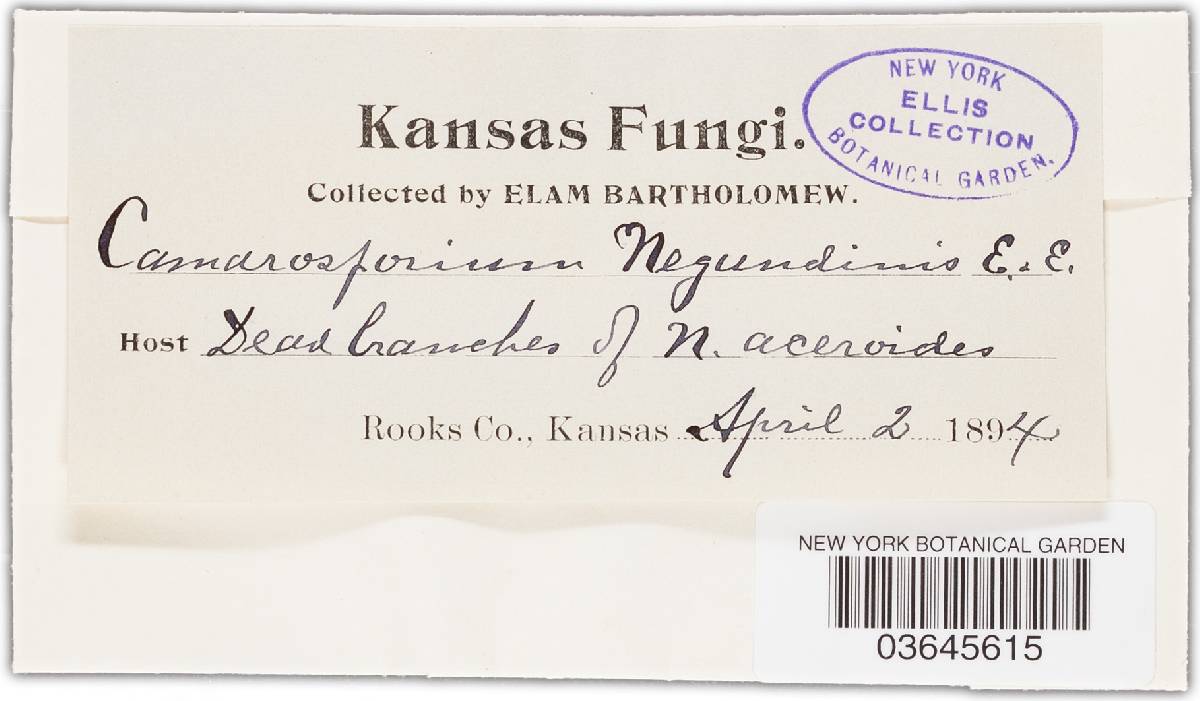 Kansas Fungi.
NEW YORK
ELLIS
COLLECTION
BOTANICAL GARDEN.
Collected by ELAM BARTHOLOMEW.
Camarosporium Negundinis E. & E.
Host Dead branches of N. aceroides
Rooks Co., Kansas April 2 1894
NEW YORK BOTANICAL GARDEN
03645615